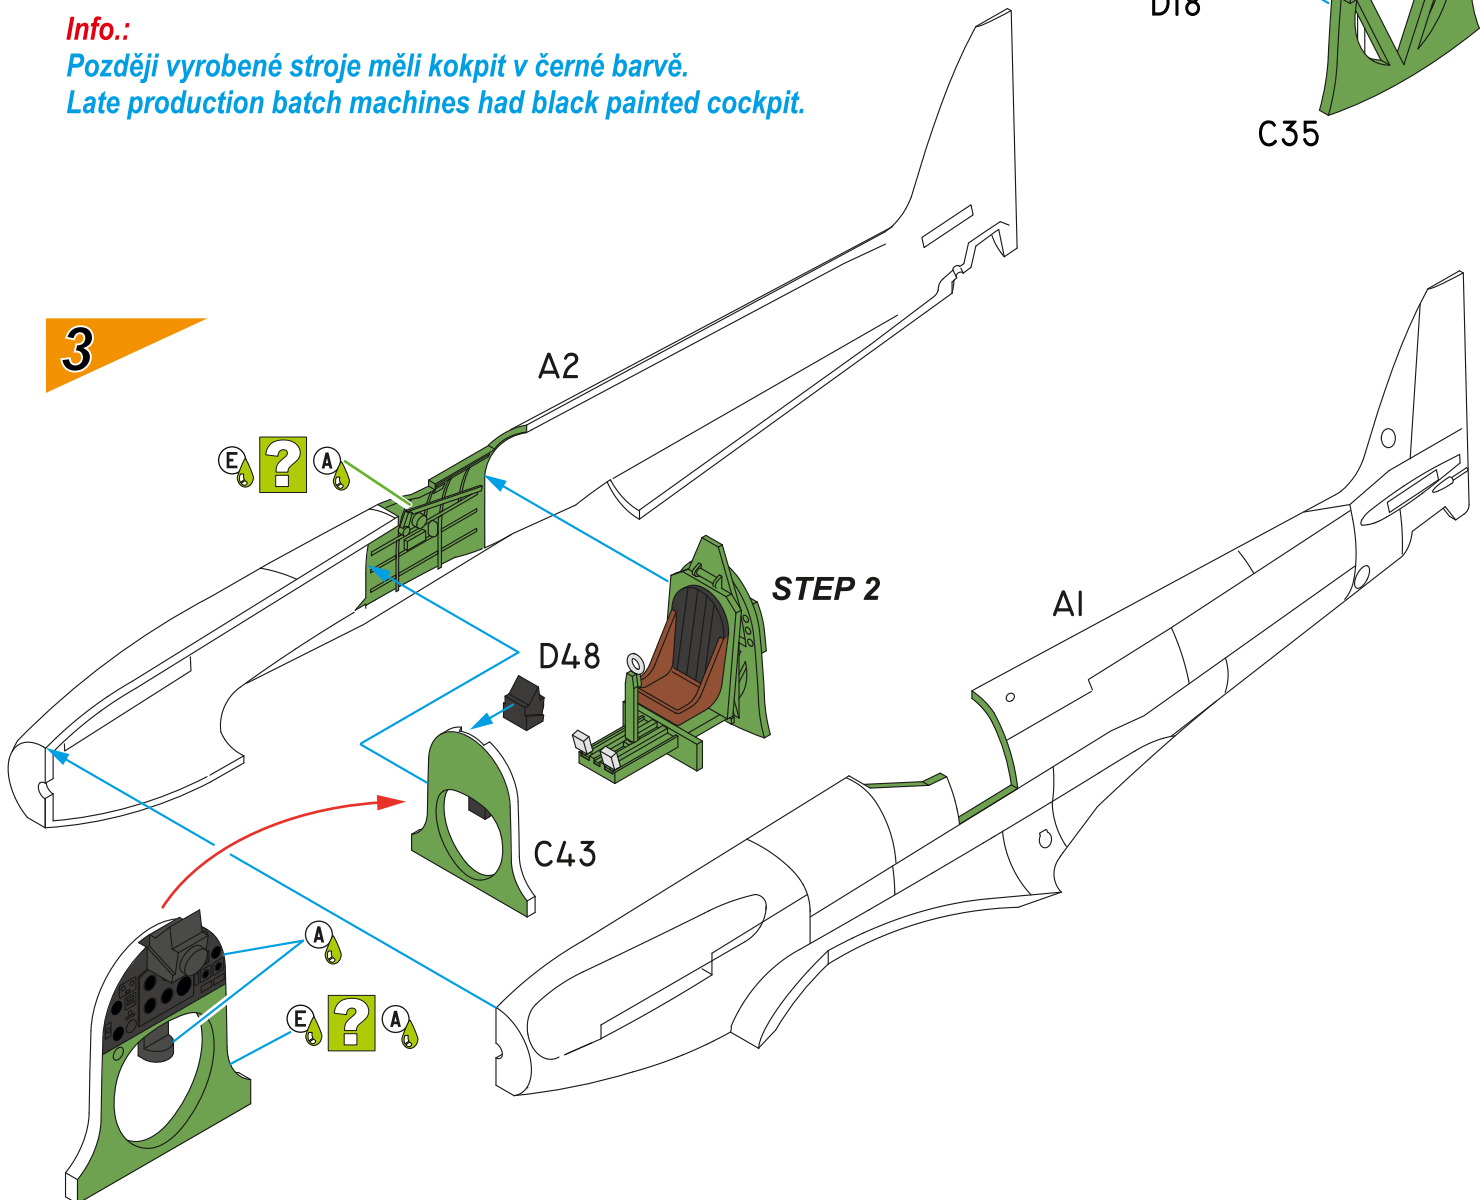 Info.:
Později vyrobené stroje měli kokpit v černé barvě.
Late production batch machines had black painted cockpit.
D18
C35
3
A2
E ? A
STEP 2
A1
D48
C43
A
E ? A